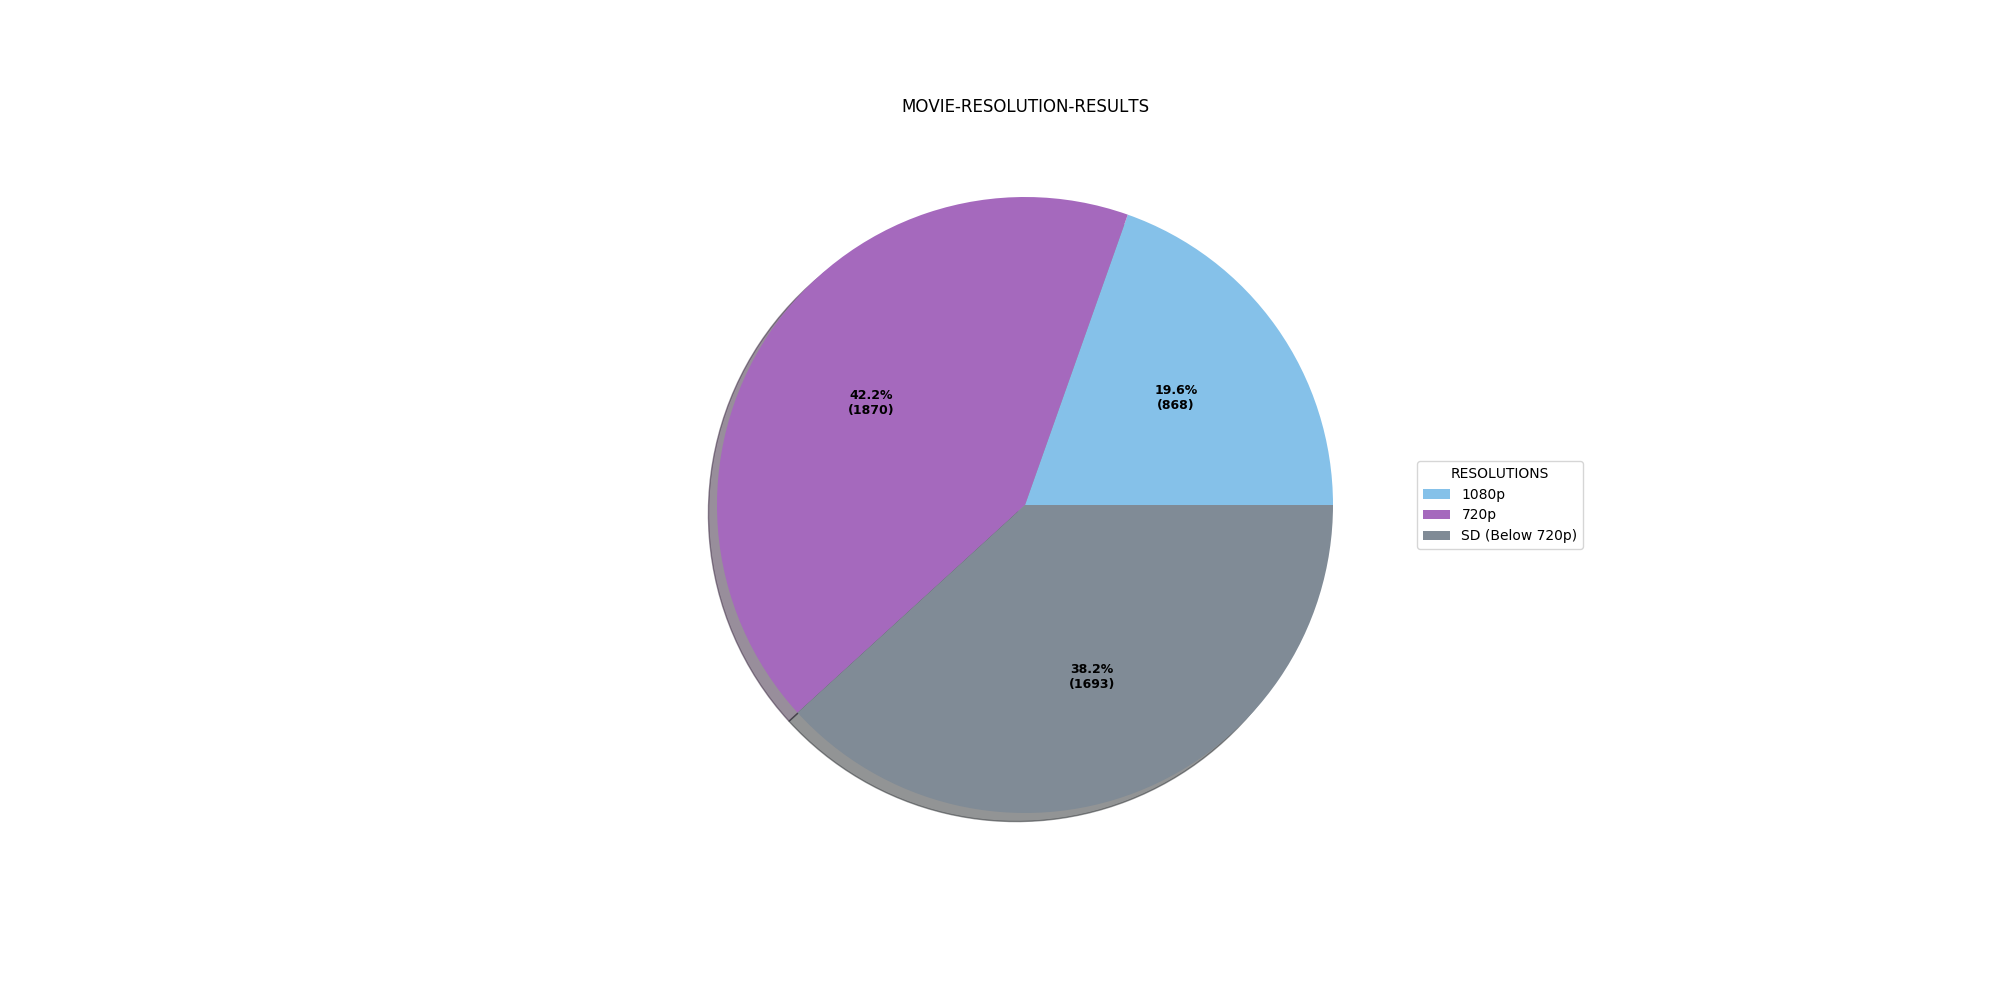 MOVIE-RESOLUTION-RESULTS
42.2%
(1870)
19.6%
(868)
38.2%
(1693)
RESOLUTIONS
1080p
720p
SD (Below 720p)